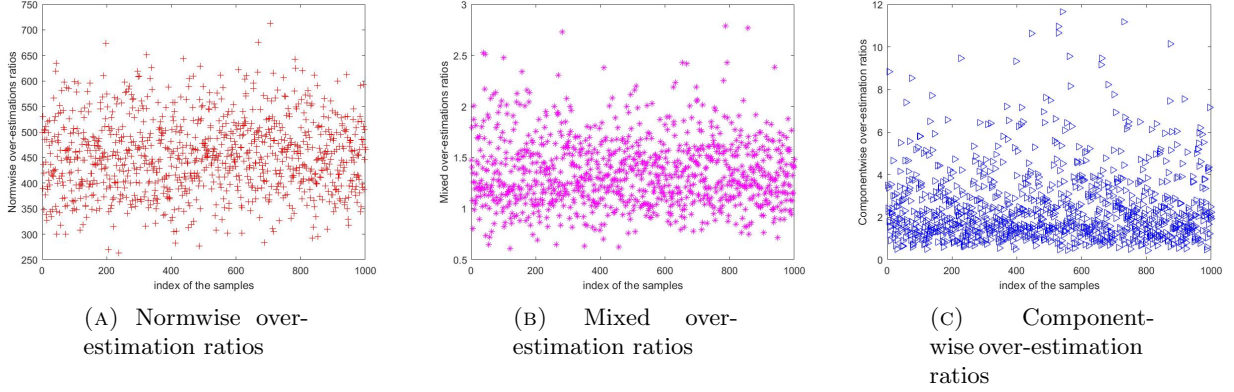 750
700
650
600
550
500
450
400
350
300
250
Normwise over-estimations ratios
0 200 400 600 800 1000
index of the samples
(A) Normwise over-
estimation ratios
3
2.5
2
1.5
1
0.5
Mixed over-estimations ratios
0 200 400 600 800 1000
index of the samples
(B) Mixed over-
estimation ratios
12
10
8
6
4
2
0
Componentwise over-estimation ratios
0 200 400 600 800 1000
index of the samples
(C) Component-
wise over-estimation
ratios